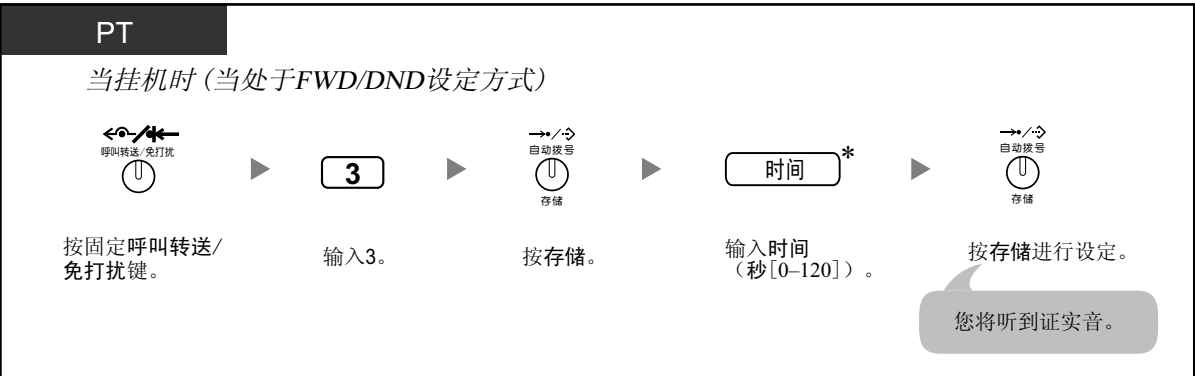 PT
当挂机时(当处于FWD/DND设定方式)
呼叫转送/免打扰
3
自动拨号
存储
时间*
自动拨号
存储
按固定呼叫转送/
免打扰键。
输入3。
按存储。
输入时间
(秒[0–120])。
按存储进行设定。
您将听到证实音。